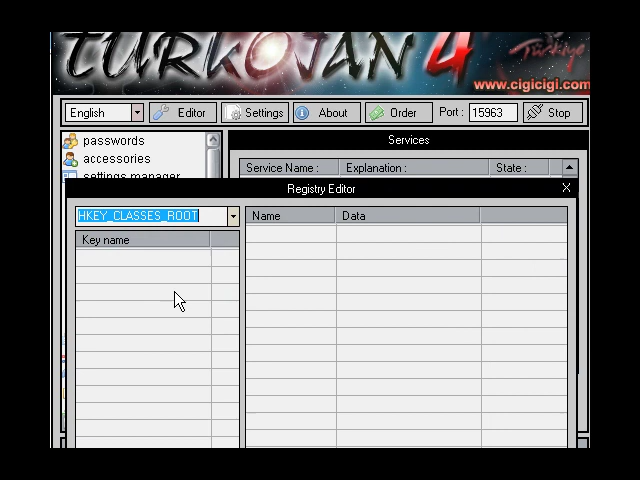 TURKOJAN 4
Türkiye
www.cigicigi.com
English Editor Settings About Order Port : 15963 Stop
passwords
accessories
settings manager
Services
Service Name : Explanation : State :
Registry Editor X
HKEY_CLASSES_ROOT
Key name
Name Data